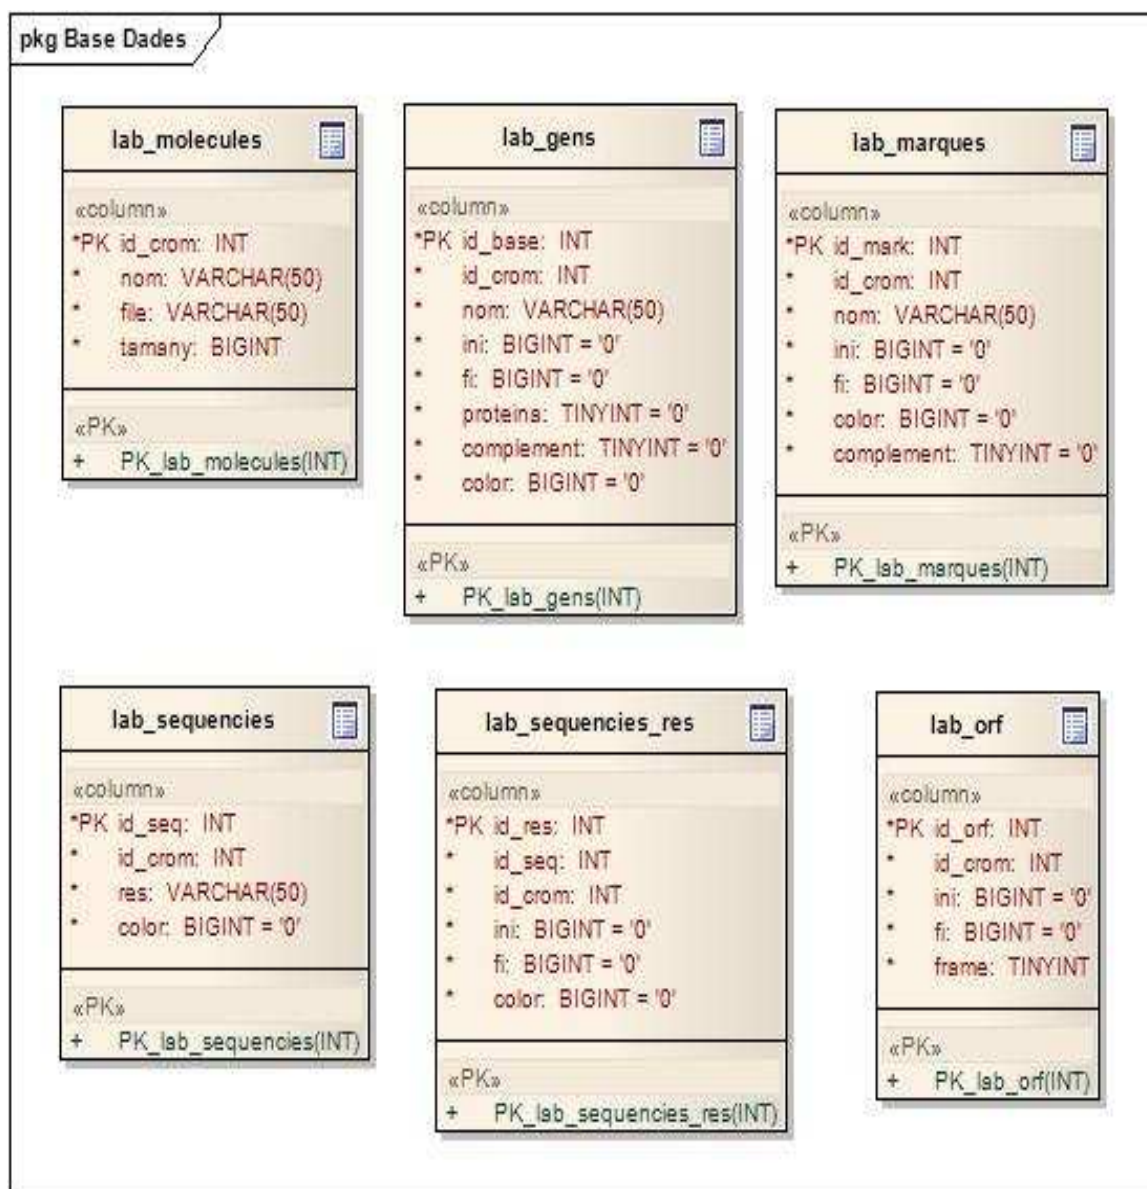 pkg Base Dades
lab_molecules
«column»
*PK id_crom: INT
* nom: VARCHAR(50)
* file: VARCHAR(50)
* tamany: BIGINT
«PK»
+ PK_lab_molecules(INT)
lab_gens
«column»
*PK id_base: INT
* id_crom: INT
* nom: VARCHAR(50)
* ini: BIGINT = '0'
* fi: BIGINT = '0'
* proteina: TINYINT = '0'
* complement: TINYINT = '0'
* color: BIGINT = '0'
«PK»
+ PK_lab_gens(INT)
lab_marques
«column»
*PK id_mark: INT
* id_crom: INT
* nom: VARCHAR(50)
* ini: BIGINT = '0'
* fi: BIGINT = '0'
* color: BIGINT = '0'
* complement: TINYINT = '0'
«PK»
+ PK_lab_marques(INT)
lab_sequencies
«column»
*PK id_seq: INT
* id_crom: INT
* res: VARCHAR(50)
* color: BIGINT = '0'
«PK»
+ PK_lab_sequencies(INT)
lab_sequencies_res
«column»
*PK id_res: INT
* id_seq: INT
* id_crom: INT
* ini: BIGINT = '0'
* fi: BIGINT = '0'
* color: BIGINT = '0'
«PK»
+ PK_lab_sequencies_res(INT)
lab_orf
«column»
*PK id_orf: INT
* id_crom: INT
* ini: BIGINT = '0'
* fi: BIGINT = '0'
* frame: TINYINT
«PK»
+ PK_lab_orf(INT)